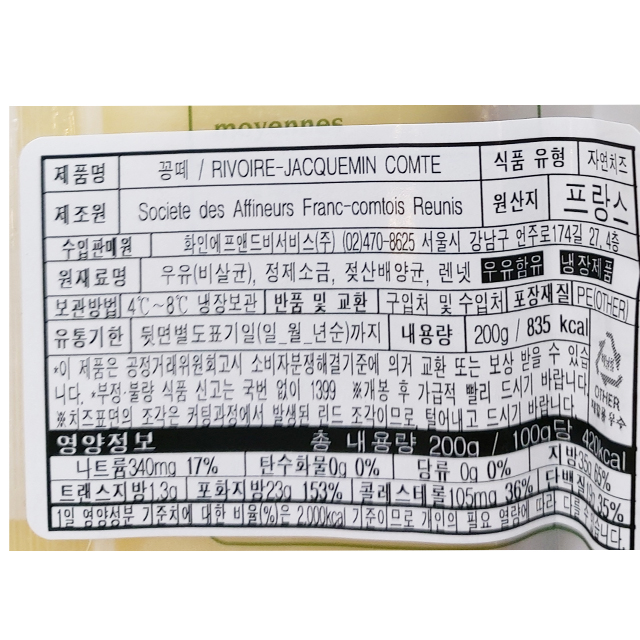 moyennes
제품명 꽁떼 / RIVOIRE-JACQUEMIN COMTE 식품 유형 자연치즈
제조원 Societe des Affineurs Franc-comtois Reunis 원산지 프랑스
수입판매원 화인에프앤드비서비스(주) (02)470-8625 서울시 강남구 언주로174길 27, 4층
원재료명 우유(비살균), 정제소금, 젖산배양균, 렌넷 우유함유 냉장제품
보관방법 4℃~8℃ 냉장보관 반품 및 교환 구입처 및 수입처 포장재질 PE(OTHER)
유통기한 뒷면별도표기일(일_월_년순)까지 내용량 200g / 835 kcal
*이 제품은 공정거래위원회고시 소비자분쟁해결기준에 의거 교환 또는 보상 받을 수 있습
니다. *부정·불량 식품 신고는 국번 없이 1399 ※개봉 후 가급적 빨리 드시기 바랍니다.
※치즈표면의 조각은 커팅과정에서 발생된 리드 조각이므로, 털어내고 드시기 바랍니다.
OTHER
영양정보 총 내용량 200g / 100g당 420kcal
나트륨340mg 17% 탄수화물0g 0% 당류 0g 0% 지방35g 65%
트랜스지방1.3g 포화지방23g 153% 콜레스테롤105mg 36% 단백질 35%
1일 영양성분 기준치에 대한 비율(%)은 2,000kcal 기준이므로 개인의 필요 열량에 따라 다를 수 있습니다.